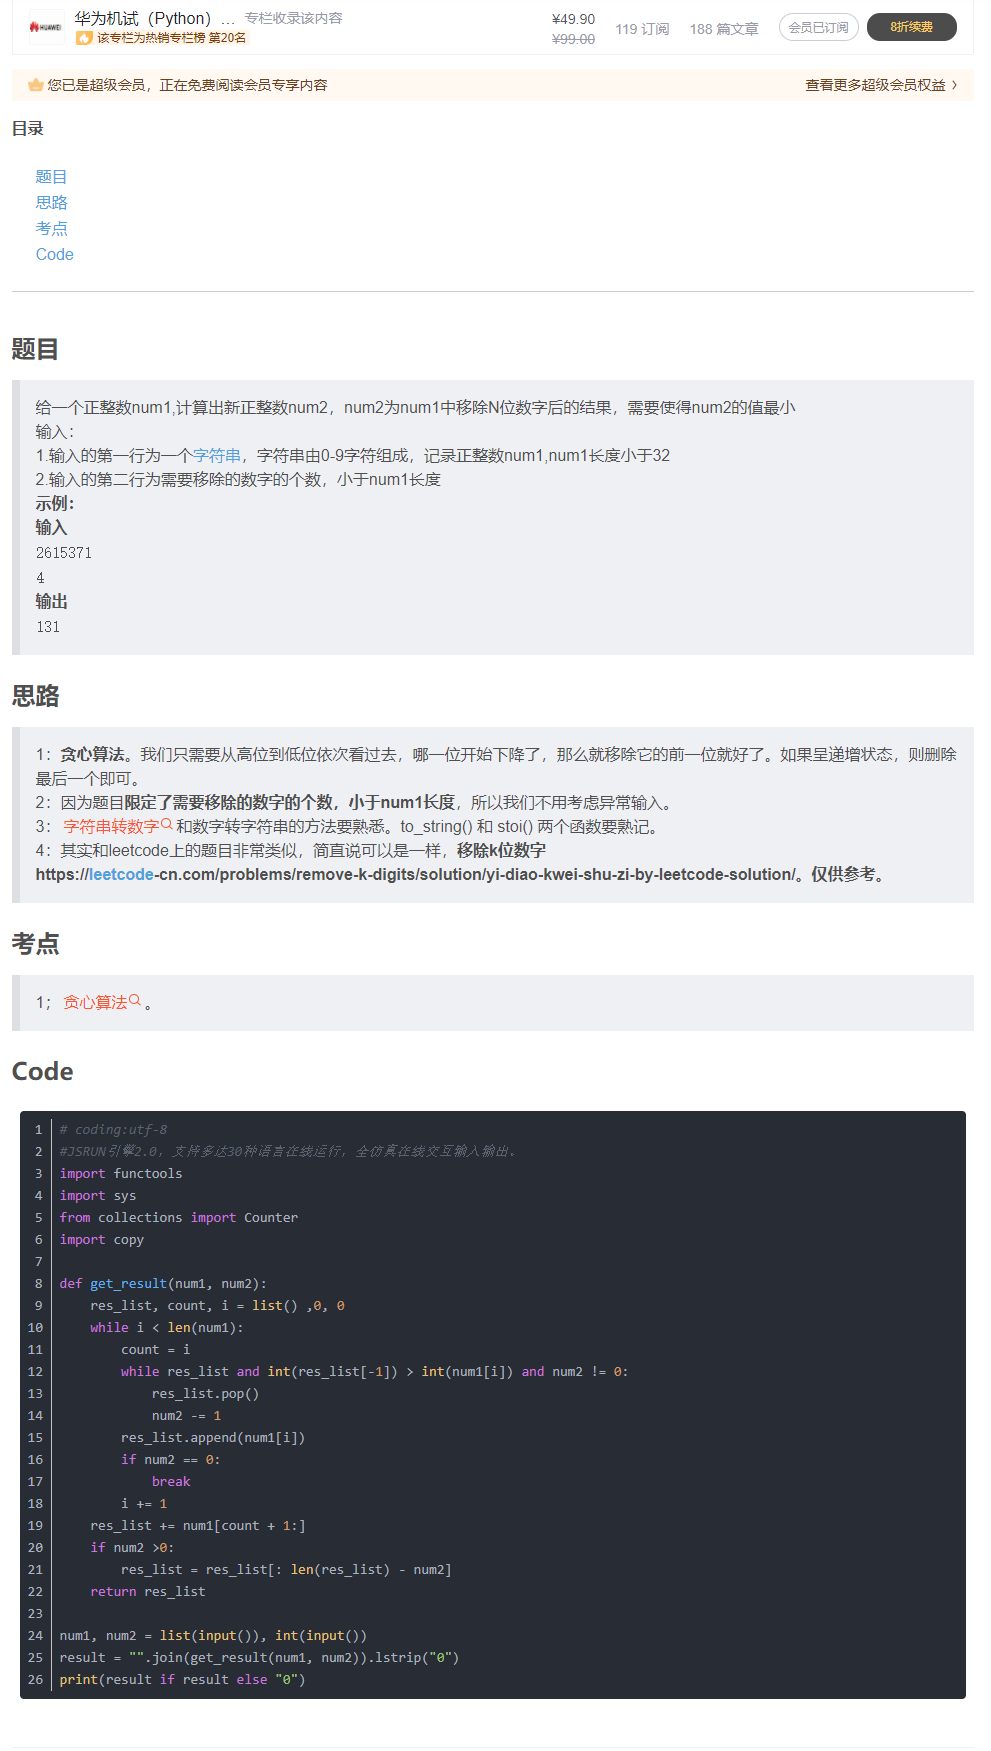 HUAWEI
华为机试（Python）... 专栏收录该内容
该专栏为热销专栏榜 第20名
¥49.90
¥99.00
119 订阅 188 篇文章 会员已订阅 8折续费
您已是超级会员，正在免费阅读会员专享内容 查看更多超级会员权益
目录
题目
思路
考点
Code
题目
给一个正整数num1,计算出新正整数num2，num2为num1中移除N位数字后的结果，需要使得num2的值最小
输入：
1.输入的第一行为一个字符串，字符串由0-9字符组成，记录正整数num1,num1长度小于32
2.输入的第二行为需要移除的数字的个数，小于num1长度
示例：
输入
2615371
4
输出
131
思路
1：贪心算法。我们只需要从高位到低位依次看过去，哪一位开始下降了，那么就移除它的前一位就好了。如果呈递增状态，则删除
最后一个即可。
2：因为题目限定了需要移除的数字的个数，小于num1长度，所以我们不用考虑异常输入。
3：字符串转数字和数字转字符串的方法要熟悉。to_string() 和 stoi() 两个函数要熟记。
4：其实和leetcode上的题目非常类似，简直说可以是一样，移除k位数字
https://leetcode-cn.com/problems/remove-k-digits/solution/yi-diao-kwei-shu-zi-by-leetcode-solution/。仅供参考。
考点
1；贪心算法。
Code
1 # coding:utf-8
2 #JSRUN引擎2.0，支持多达30种语言在线运行，全仿真在线交互输入输出。
3 import functools
4 import sys
5 from collections import Counter
6 import copy
7
8 def get_result(num1, num2):
9     res_list, count, i = list() ,0, 0
10     while i < len(num1):
11         count = i
12         while res_list and int(res_list[-1]) > int(num1[i]) and num2 != 0:
13             res_list.pop()
14             num2 -= 1
15         res_list.append(num1[i])
16         if num2 == 0:
17             break
18         i += 1
19     res_list += num1[count + 1:]
20     if num2 >0:
21         res_list = res_list[: len(res_list) - num2]
22     return res_list
23
24 num1, num2 = list(input()), int(input())
25 result = "".join(get_result(num1, num2)).lstrip("0")
26 print(result if result else "0")